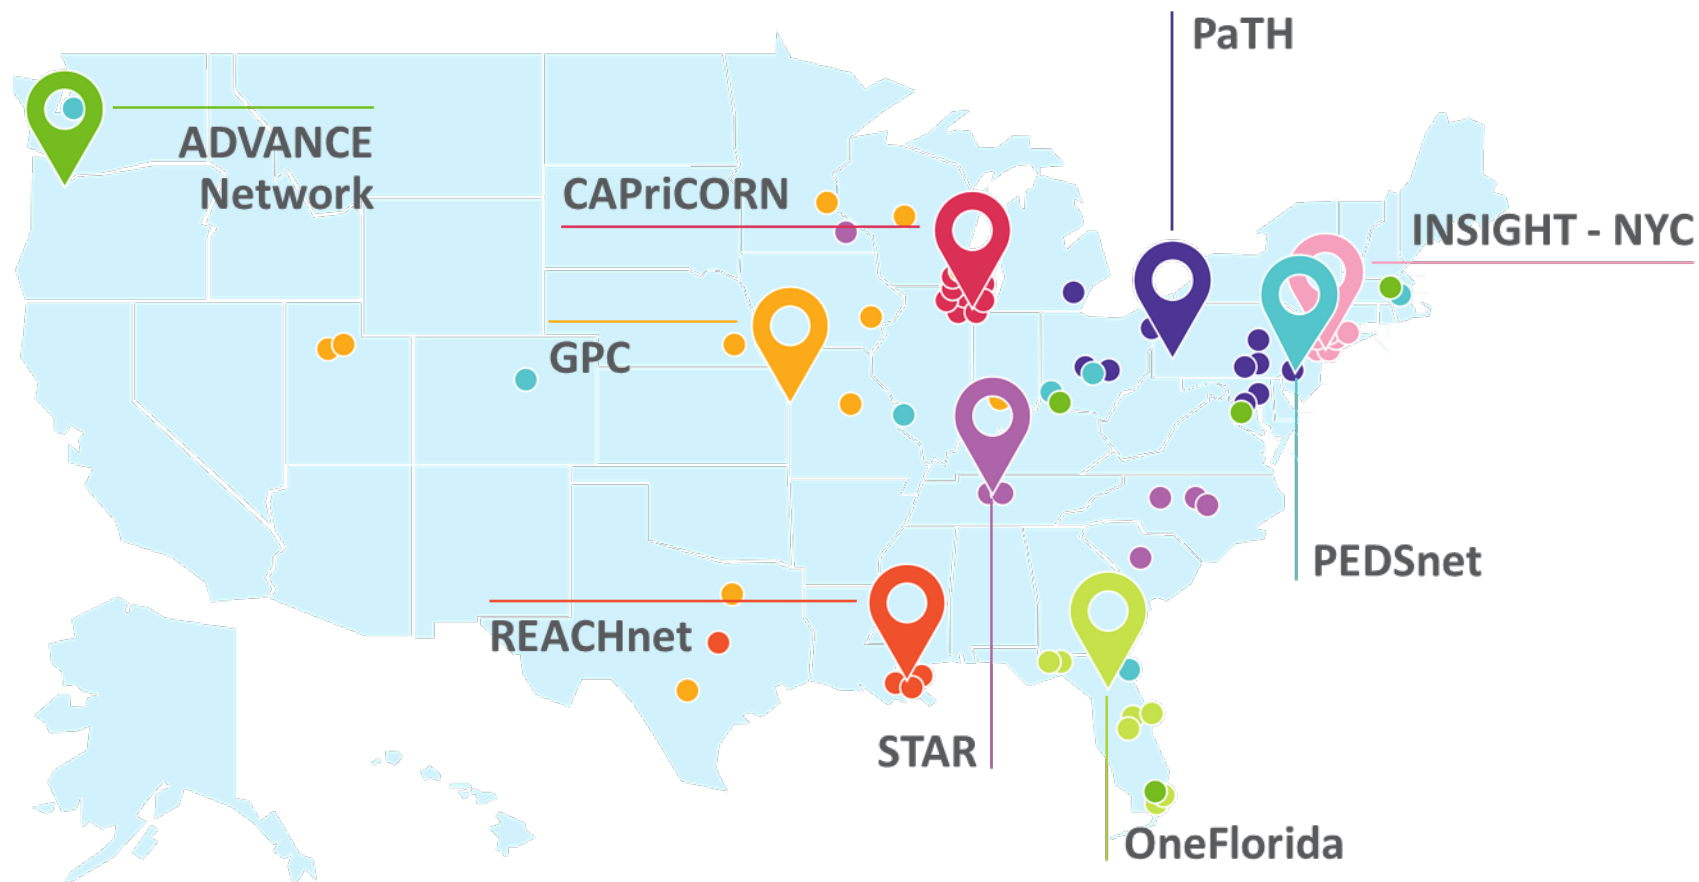 PaTH
ADVANCE
Network
CAPriCORN
INSIGHT - NYC
GPC
PEDSnet
REACHnet
STAR
OneFlorida